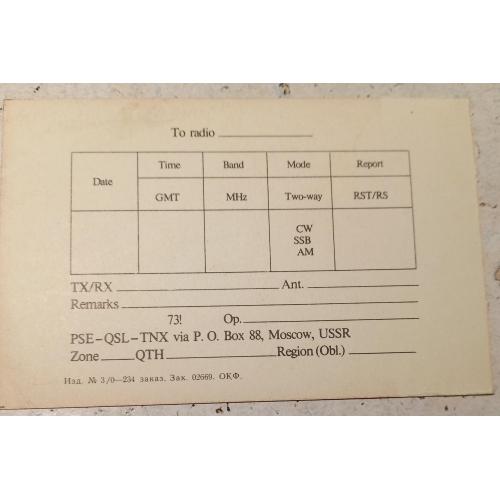 To radio
Time Band Mode Report
Date
GMT MHz Two-way RST/RS
CW
SSB
AM
TX/RX Ant.
Remarks
73! Op.
PSE-QSL-TNX via P. O. Box 88, Moscow, USSR
Zone QTH Region (Obl.)
Изд. № 3/0—234 заказ. Зак. 02669. ОКФ.